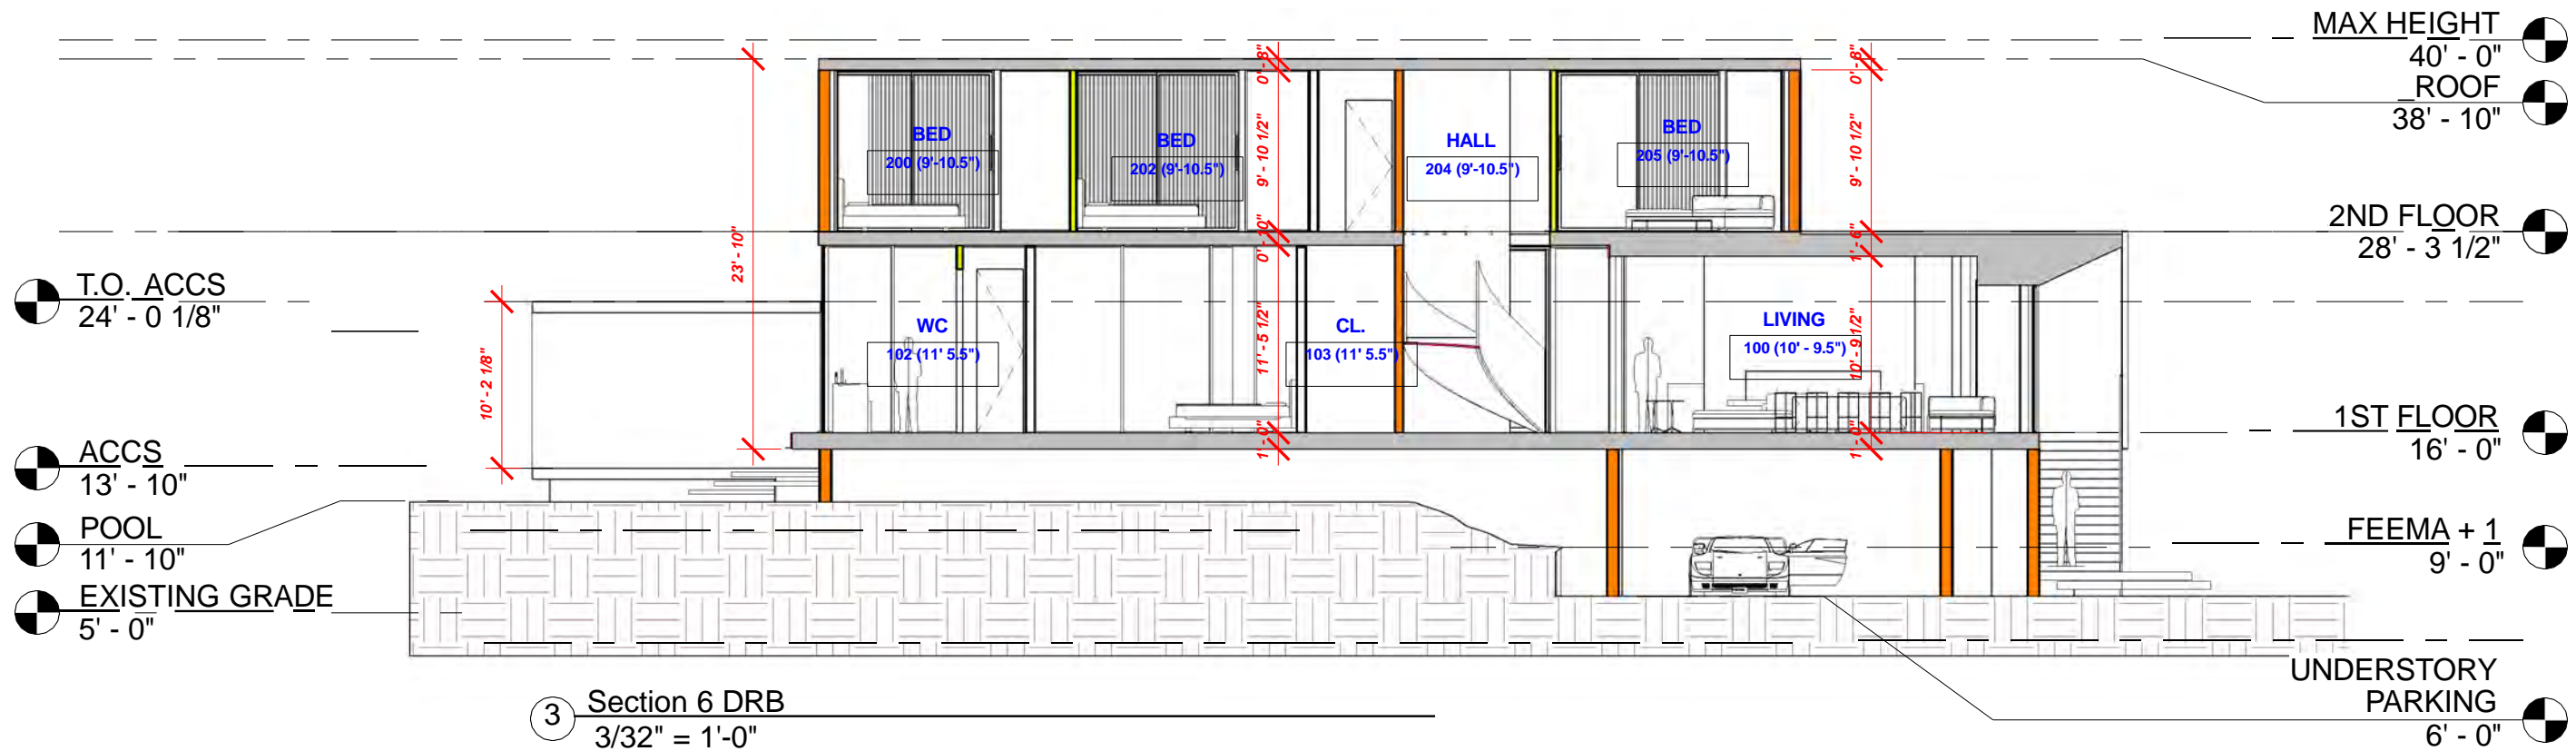 MAX HEIGHT
40' - 0"
_ROOF
38' - 10"
2ND FLOOR
28' - 3 1/2"
1ST FLOOR
16' - 0"
FEEMA + 1
9' - 0"
UNDERSTORY
PARKING
6' - 0"
T.O. ACCS
24' - 0 1/8"
ACCS
13' - 10"
POOL
11' - 10"
EXISTING GRADE
5' - 0"
10' - 2 1/8"
23' - 10"
0' - 8"
9' - 10 1/2"
0' - 10"
11' - 5 1/2"
1' - 0"
0' - 8"
9' - 10 1/2"
1' - 6"
10' - 9 1/2"
1' - 0"
BED
200 (9'-10.5")
BED
202 (9'-10.5")
HALL
204 (9'-10.5")
BED
205 (9'-10.5")
WC
102 (11' 5.5")
CL.
103 (11' 5.5")
LIVING
100 (10' - 9.5")
3
Section 6 DRB
3/32" = 1'-0"